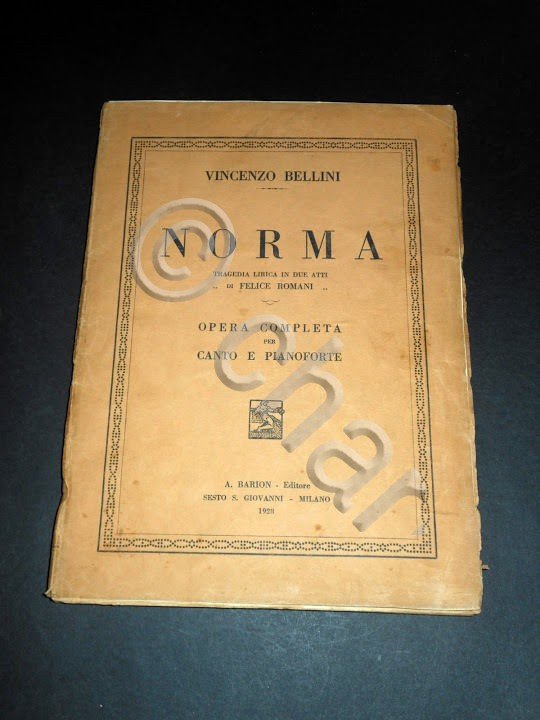 VINCENZO BELLINI
NORMA
TRAGEDIA LIRICA IN DUE ATTI
.. DI FELICE ROMANI ..
OPERA COMPLETA
PER
CANTO E PIANOFORTE
A. BARION - Editore
SESTO S. GIOVANNI - MILANO
1928
© char